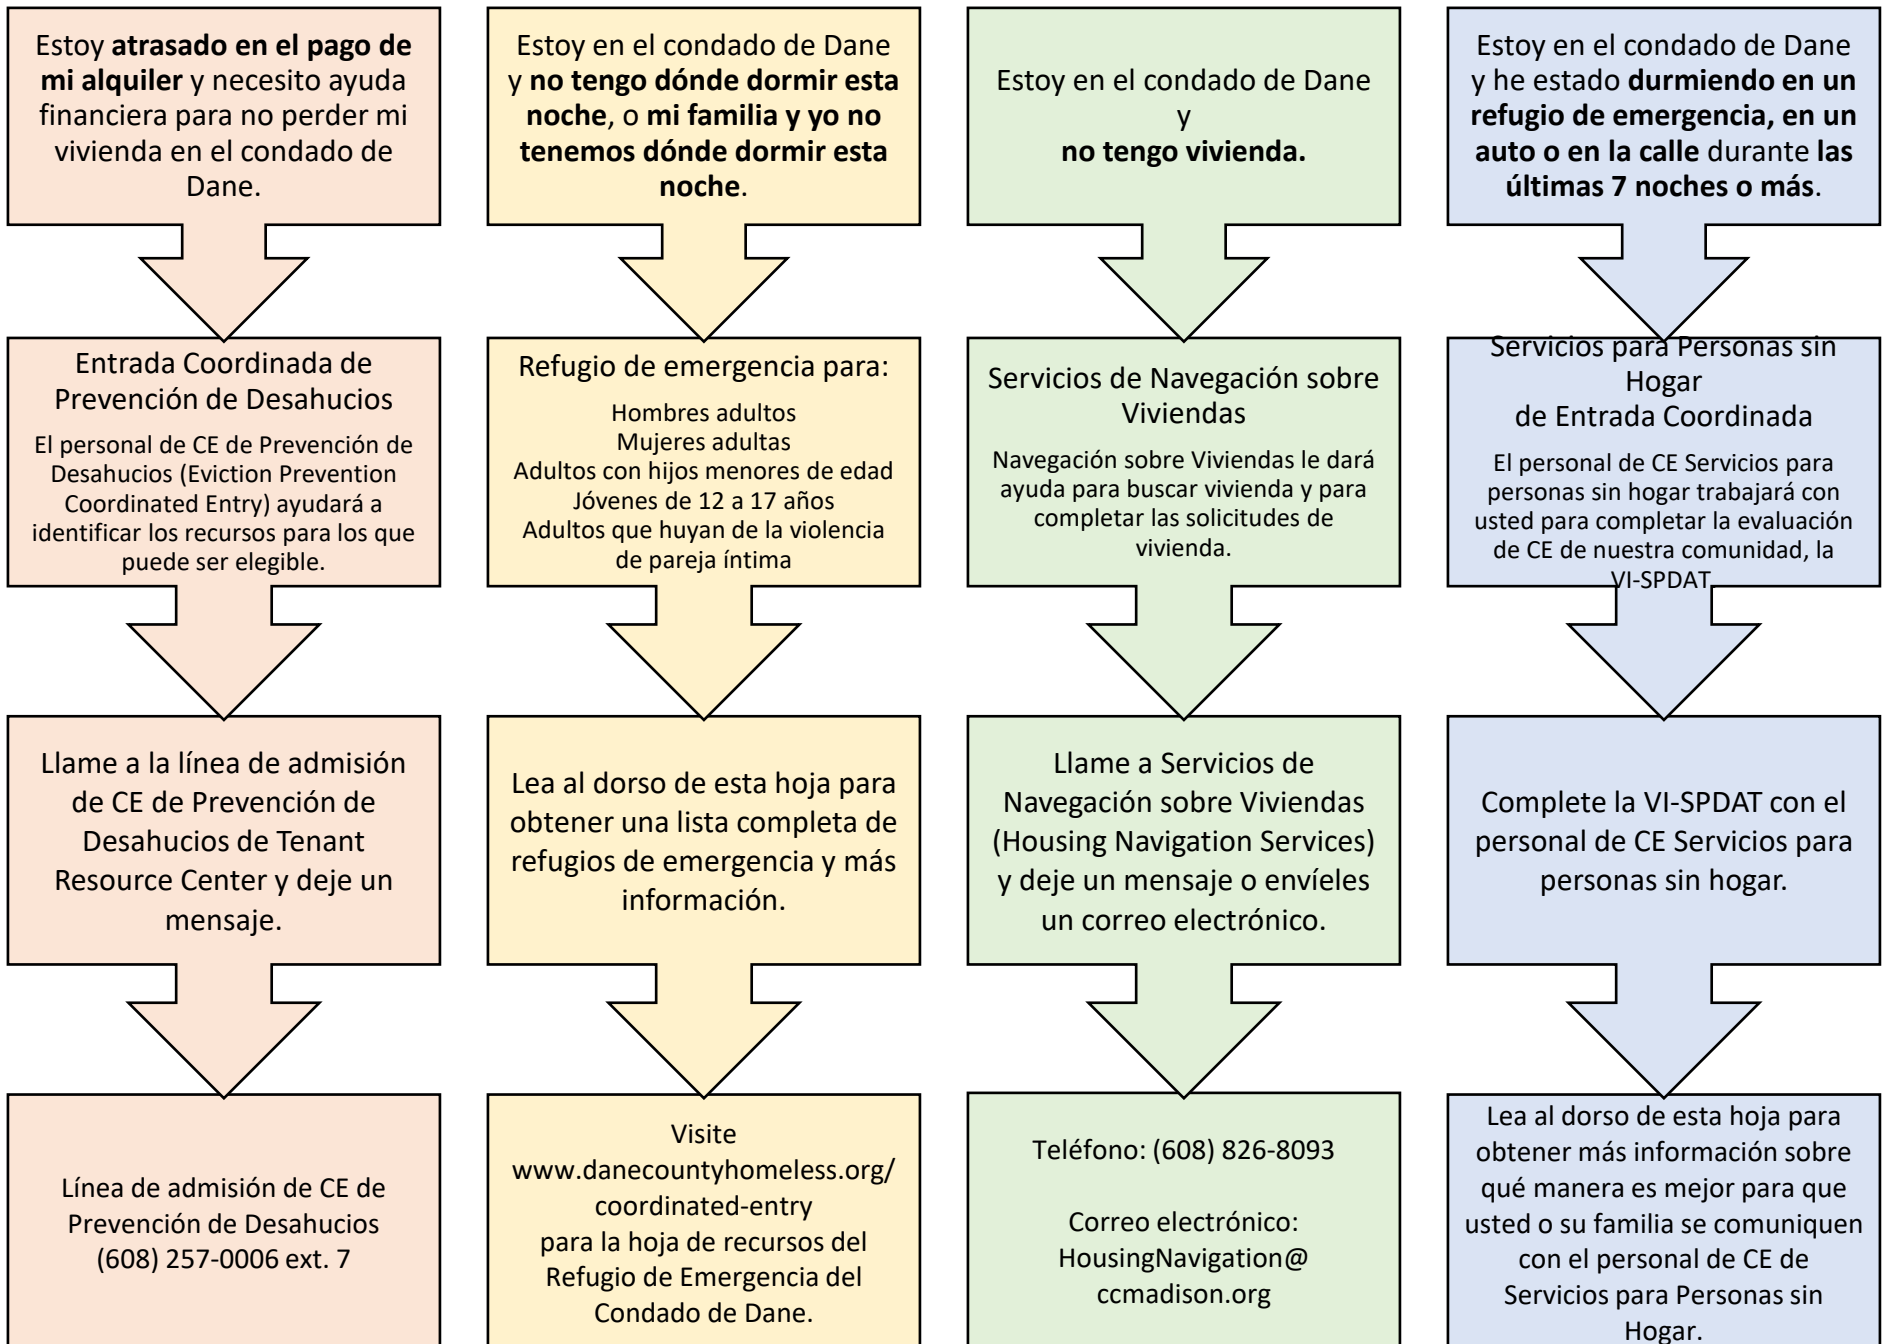 Estoy atrasado en el pago de
mi alquiler y necesito ayuda
financiera para no perder mi
vivienda en el condado de
Dane.
Entrada Coordinada de
Prevención de Desahucios
El personal de CE de Prevención de
Desahucios (Eviction Prevention
Coordinated Entry) ayudará a
identificar los recursos para los que
puede ser elegible.
Llame a la línea de admisión
de CE de Prevención de
Desahucios de Tenant
Resource Center y deje un
mensaje.
Línea de admisión de CE de
Prevención de Desahucios
(608) 257-0006 ext. 7
Estoy en el condado de Dane
y no tengo dónde dormir esta
noche, o mi familia y yo no
tenemos dónde dormir esta
noche.
Refugio de emergencia para:
Hombres adultos
Mujeres adultas
Adultos con hijos menores de edad
Jóvenes de 12 a 17 años
Adultos que huyan de la violencia
de pareja íntima
Lea al dorso de esta hoja para
obtener una lista completa de
refugios de emergencia y más
información.
Visite
www.danecountyhomeless.org/
coordinated-entry
para la hoja de recursos del
Refugio de Emergencia del
Condado de Dane.
Estoy en el condado de Dane
y
no tengo vivienda.
Servicios de Navegación sobre
Viviendas
Navegación sobre Viviendas le dará
ayuda para buscar vivienda y para
completar las solicitudes de
vivienda.
Llame a Servicios de
Navegación sobre Viviendas
(Housing Navigation Services)
y deje un mensaje o envíeles
un correo electrónico.
Teléfono: (608) 826-8093
Correo electrónico:
HousingNavigation@
ccmadison.org
Estoy en el condado de Dane
y he estado durmiendo en un
refugio de emergencia, en un
auto o en la calle durante las
últimas 7 noches o más.
Servicios para Personas sin
Hogar
de Entrada Coordinada
El personal de CE Servicios para
personas sin hogar trabajará con
usted para completar la evaluación
de CE de nuestra comunidad, la
VI-SPDAT.
Complete la VI-SPDAT con el
personal de CE Servicios para
personas sin hogar.
Lea al dorso de esta hoja para
obtener más información sobre
qué manera es mejor para que
usted o su familia se comuniquen
con el personal de CE de
Servicios para Personas sin
Hogar.